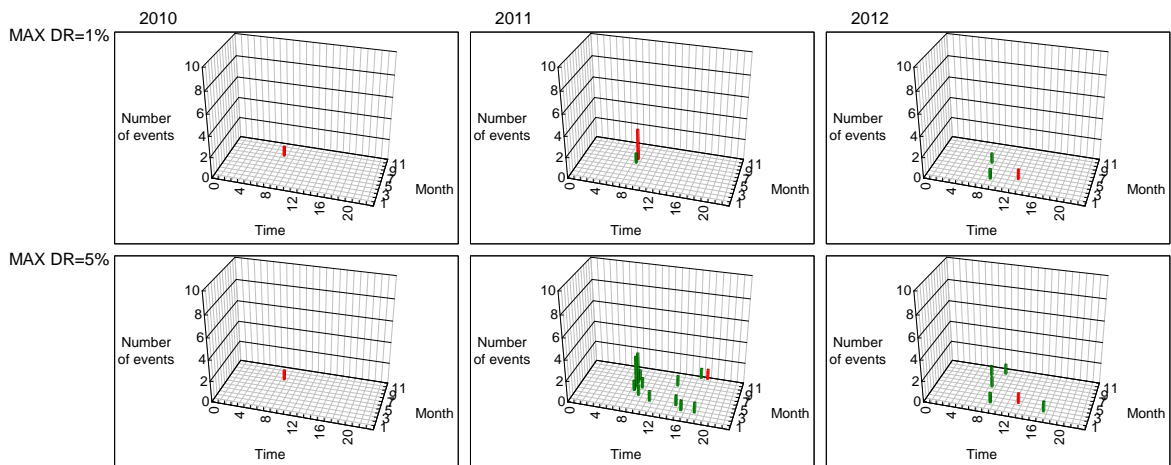 2010 2011 2012
MAX DR=1%
10
8
6
4
2
0
Number
of events
0 4 8 12 16 20
Time
1 3 5 7 9 11
Month
10
8
6
4
2
0
Number
of events
0 4 8 12 16 20
Time
1 3 5 7 9 11
Month
10
8
6
4
2
0
Number
of events
0 4 8 12 16 20
Time
1 3 5 7 9 11
Month
MAX DR=5%
10
8
6
4
2
0
Number
of events
0 4 8 12 16 20
Time
1 3 5 7 9 11
Month
10
8
6
4
2
0
Number
of events
0 4 8 12 16 20
Time
1 3 5 7 9 11
Month
10
8
6
4
2
0
Number
of events
0 4 8 12 16 20
Time
1 3 5 7 9 11
Month